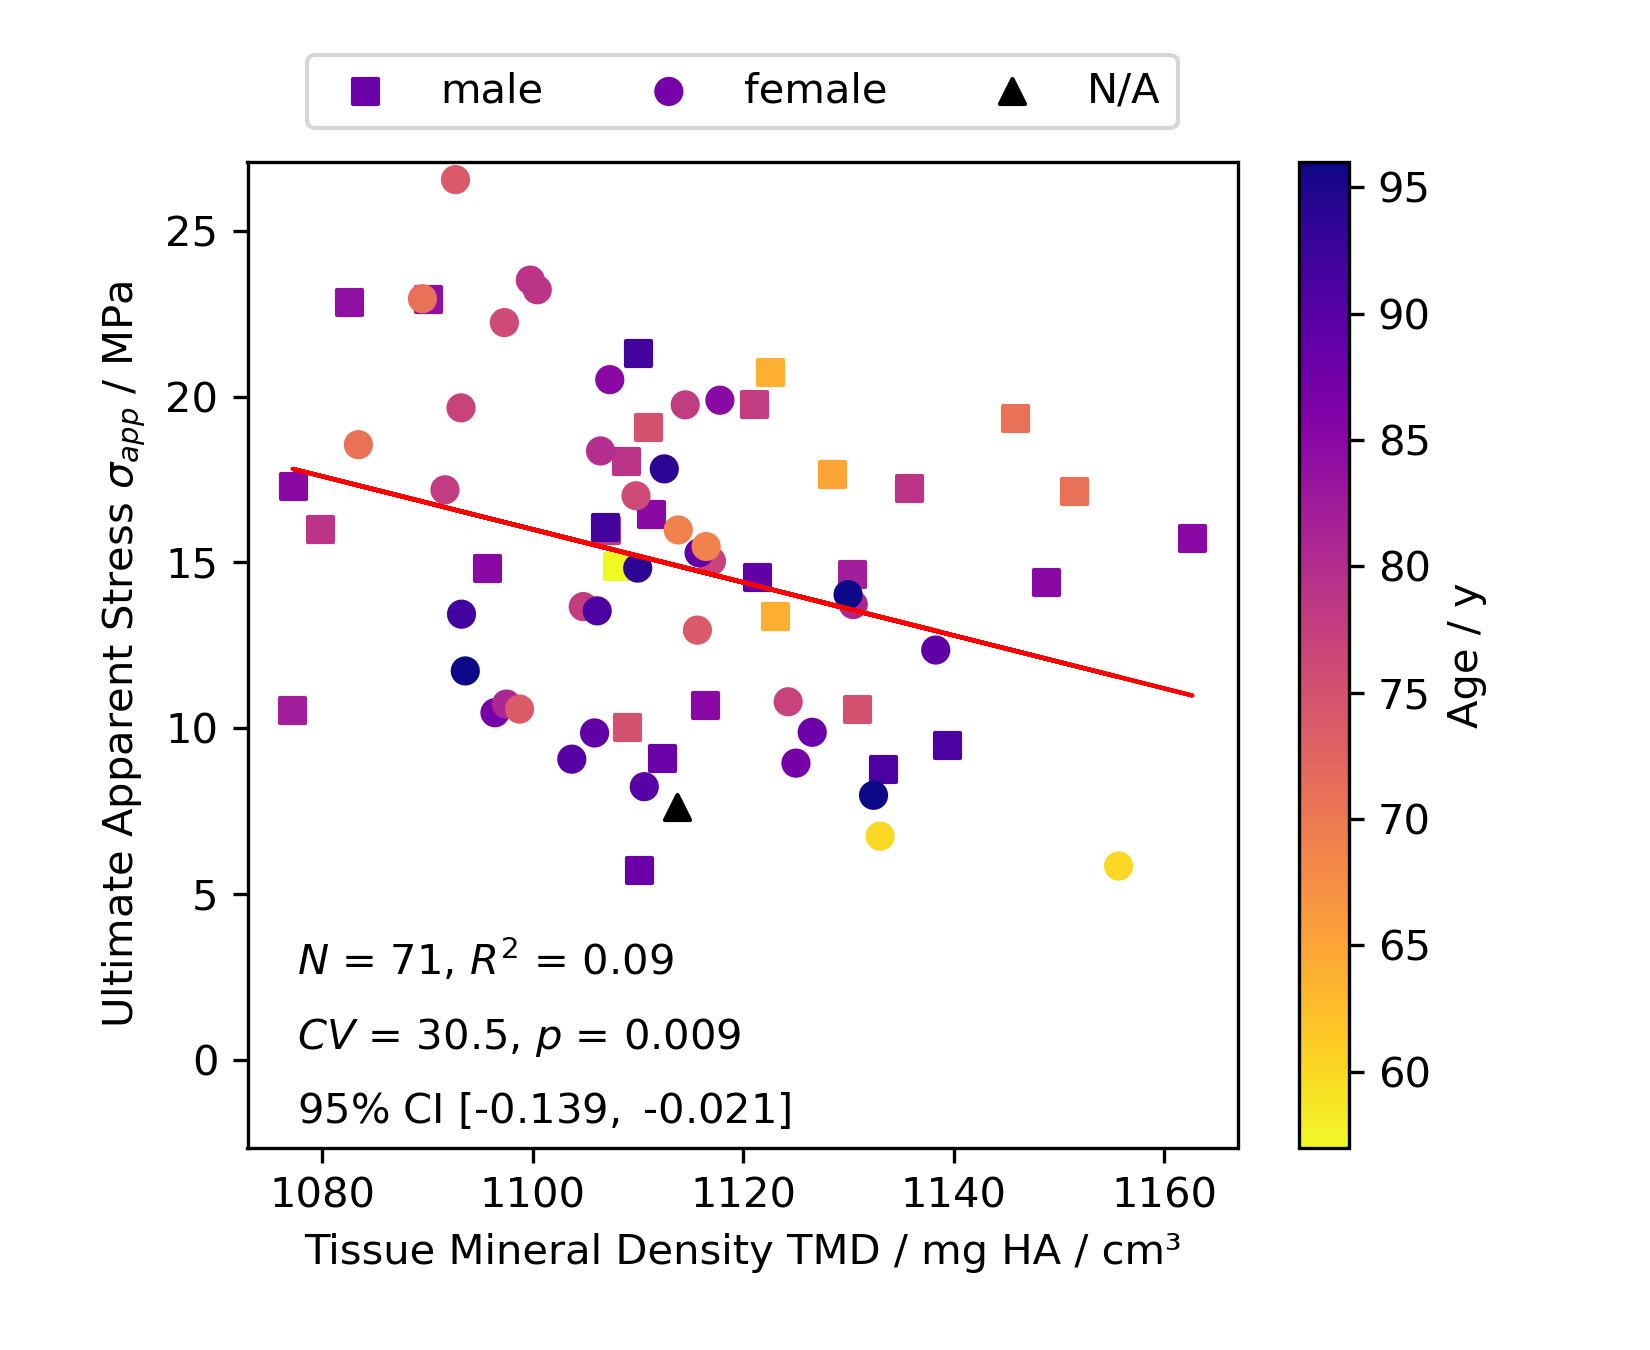 male female N/A
25
20
15
10
5
0
Ultimate Apparent Stress σapp / MPa
N = 71, R² = 0.09
CV = 30.5, p = 0.009
95% CI [-0.139, -0.021]
1080 1100 1120 1140 1160
Tissue Mineral Density TMD / mg HA / cm³
95
90
85
80
75
70
65
60
Age / y